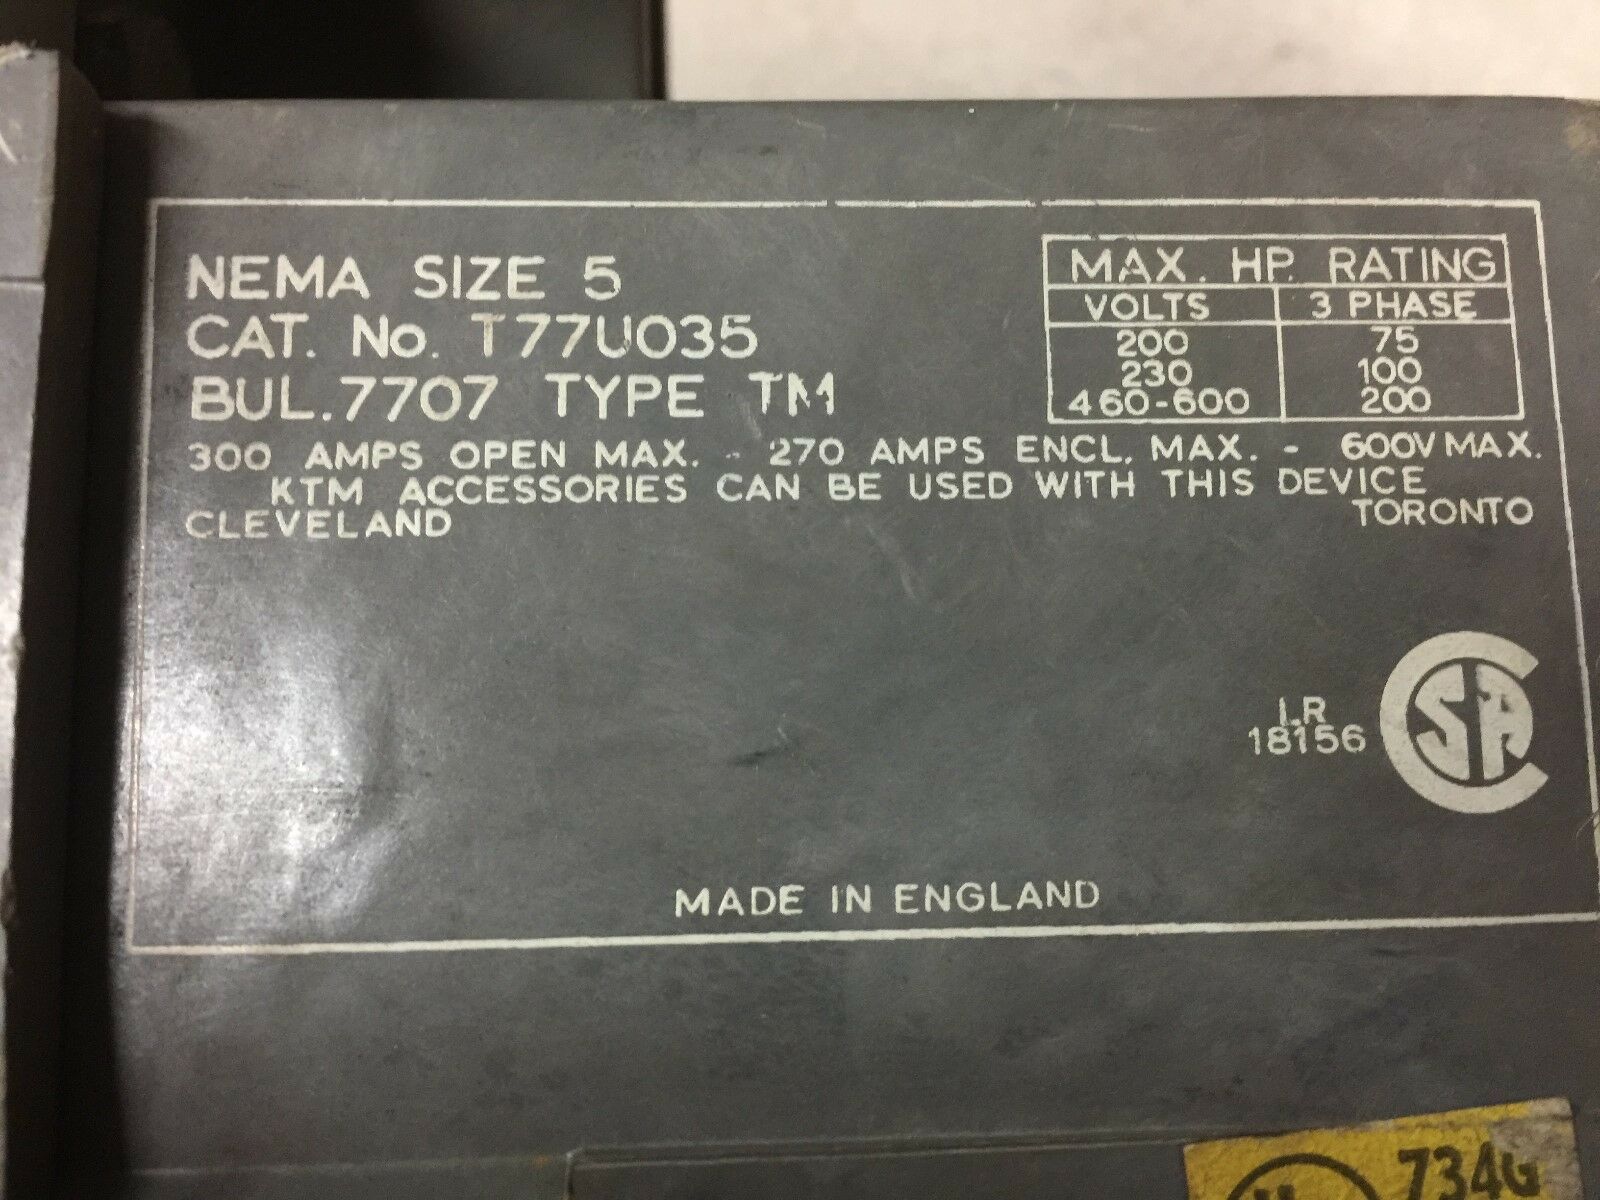 NEMA SIZE 5
CAT. No. T77U035
BUL. 7707 TYPE TM
MAX. HP. RATING
VOLTS 3 PHASE
200 75
230 100
460-600 200
300 AMPS OPEN MAX. - 270 AMPS ENCL. MAX. - 600V MAX.
KTM ACCESSORIES CAN BE USED WITH THIS DEVICE
CLEVELAND TORONTO
LR
18156
CSA
MADE IN ENGLAND
734G